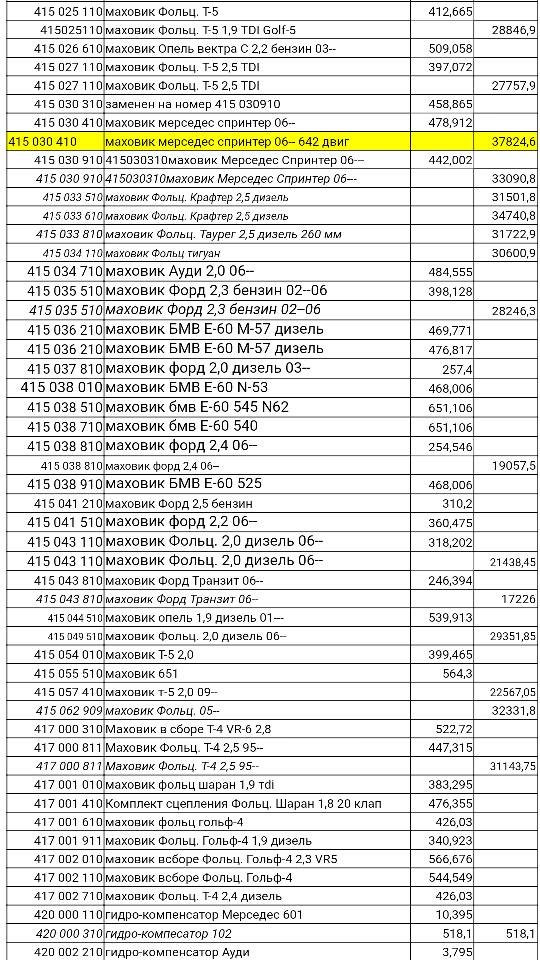 415 025 110 маховик Фольц. Т-5 412,665
415025110 маховик Фольц. Т-5 1,9 TDI Golf-5 28846,9
415 026 610 маховик Опель вектра С 2,2 бензин 03-- 509,058
415 027 110 маховик Фольц. Т-5 2,5 TDI 397,072
415 027 110 маховик Фольц. Т-5 2,5 TDI 27757,9
415 030 310 заменен на номер 415 030910 458,865
415 030 410 маховик мерседес спринтер 06-- 478,912
415 030 410 маховик мерседес спринтер 06-- 642 двиг 37824,6
415 030 910 415030310маховик Мерседес Спринтер 06--- 442,002
415 030 910 415030310маховик Мерседес Спринтер 06--- 33090,8
415 033 510 маховик Фольц. Крафтер 2,5 дизель 31501,8
415 033 610 маховик Фольц. Крафтер 2,5 дизель 34740,8
415 033 810 маховик Фольц. Таурег 2,5 дизель 260 мм 31722,9
415 034 110 маховик Фольц тигуан 30600,9
415 034 710 маховик Ауди 2,0 06-- 484,555
415 035 510 маховик Форд 2,3 бензин 02--06 398,128
415 035 510 маховик Форд 2,3 бензин 02--06 28246,3
415 036 210 маховик БМВ Е-60 М-57 дизель 469,771
415 036 210 маховик БМВ Е-60 М-57 дизель 476,817
415 037 810 маховик форд 2,0 дизель 03-- 257,4
415 038 010 маховик БМВ Е-60 N-53 468,006
415 038 510 маховик бмв Е-60 545 N62 651,106
415 038 710 маховик бмв Е-60 540 651,106
415 038 810 маховик форд 2,4 06-- 254,546
415 038 810 маховик форд 2,4 06-- 19057,5
415 038 910 маховик БМВ Е-60 525 468,006
415 041 210 маховик Форд 2,5 бензин 310,2
415 041 510 маховик форд 2,2 06-- 360,475
415 043 110 маховик Фольц. 2,0 дизель 06-- 318,202
415 043 110 маховик Фольц. 2,0 дизель 06-- 21438,45
415 043 810 маховик Форд Транзит 06-- 246,394
415 043 810 маховик Форд Транзит 06-- 17226
415 044 510 маховик опель 1,9 дизель 01--- 539,913
415 049 510 маховик Фольц. 2,0 дизель 06-- 29351,85
415 054 010 маховик Т-5 2,0 399,465
415 055 510 маховик 651 564,3
415 057 410 маховик т-5 2,0 09-- 22567,05
415 062 909 маховик Фольц. 05-- 32331,8
417 000 310 Маховик в сборе Т-4 VR-6 2,8 522,72
417 000 811 Маховик Фольц. Т-4 2,5 95-- 447,315
417 000 811 Маховик Фольц. Т-4 2,5 95-- 31143,75
417 001 010 маховик фольц шаран 1,9 тdi 383,295
417 001 410 Комплект сцепления Фольц. Шаран 1,8 20 клап 476,355
417 001 610 маховик фольц гольф-4 426,03
417 001 911 маховик Фольц. Гольф-4 1,9 дизель 340,923
417 002 010 маховик всборе Фольц. Гольф-4 2,3 VR5 566,676
417 002 110 маховик всборе Фольц. Гольф-4 544,549
417 002 710 маховик Фольц. Т-4 2,4 дизель 426,03
420 000 110 гидро-компенсатор Мерседес 601 10,395
420 000 310 гидро-компесатор 102 518,1 518,1
420 002 210 гидро-компенсатор Ауди 3,795